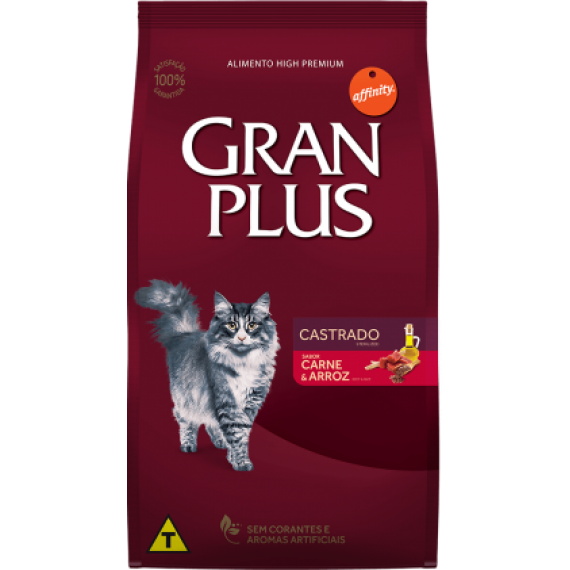 ALIMENTO HIGH PREMIUM
SATISFAÇÃO
100%
GARANTIDA
affinity.
GRAN
PLUS
CASTRADO
SABOR
CARNE
& ARROZ
SEM CORANTES E
AROMAS ARTIFICIAIS
T